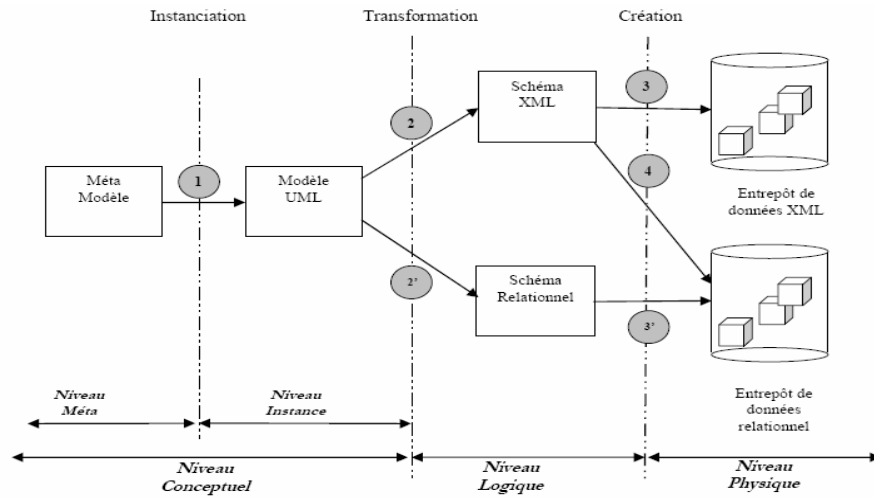 Instanciation
Transformation
Création
Schéma
XML
3
2
Méta
Modèle
1
Modèle
UML
4
Entrepôt de
données XML
2'
Schéma
Relationnel
3'
Niveau
Méta
Niveau
Instance
Entrepôt de
données
relationnel
Niveau
Conceptuel
Niveau
Logique
Niveau
Physique